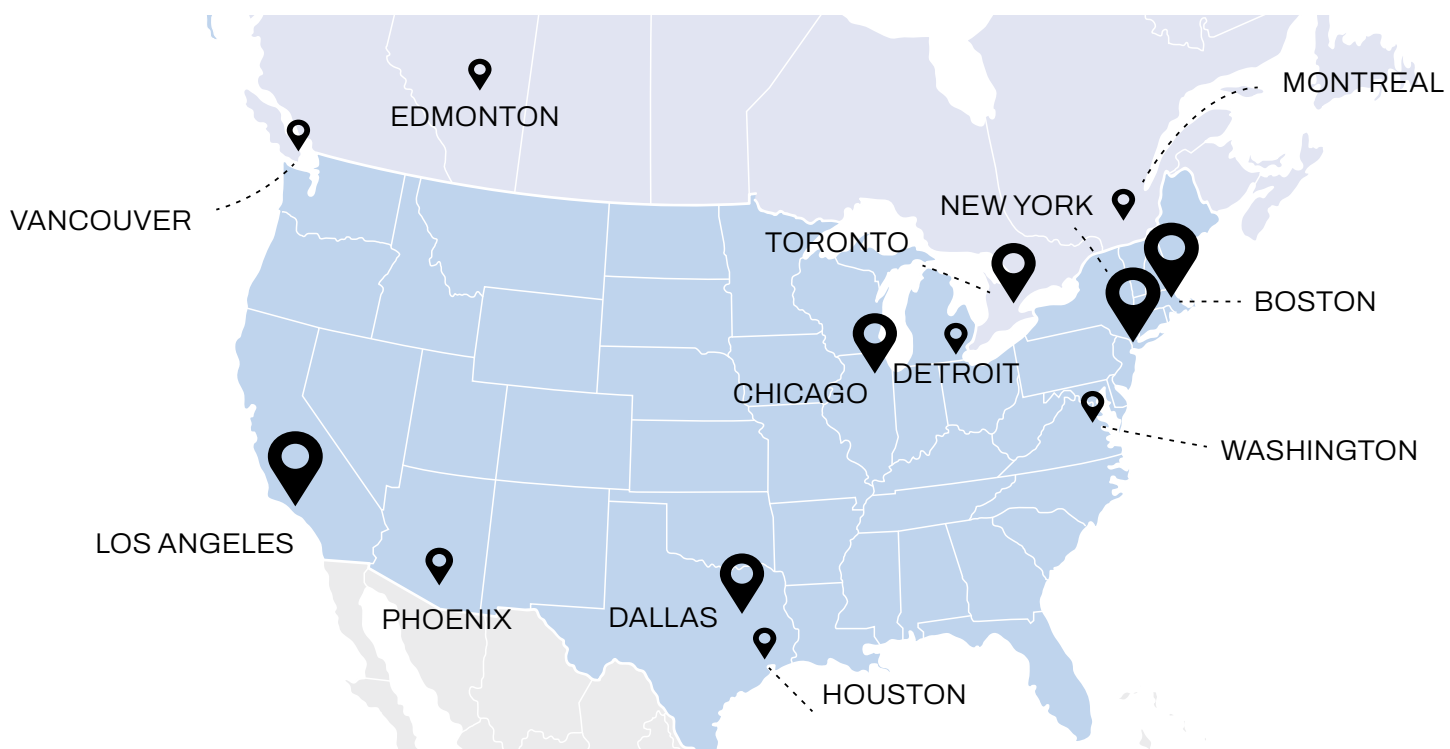 MONTREAL
EDMONTON
NEW YORK
VANCOUVER
TORONTO
BOSTON
DETROIT
CHICAGO
WASHINGTON
LOS ANGELES
PHOENIX
DALLAS
HOUSTON